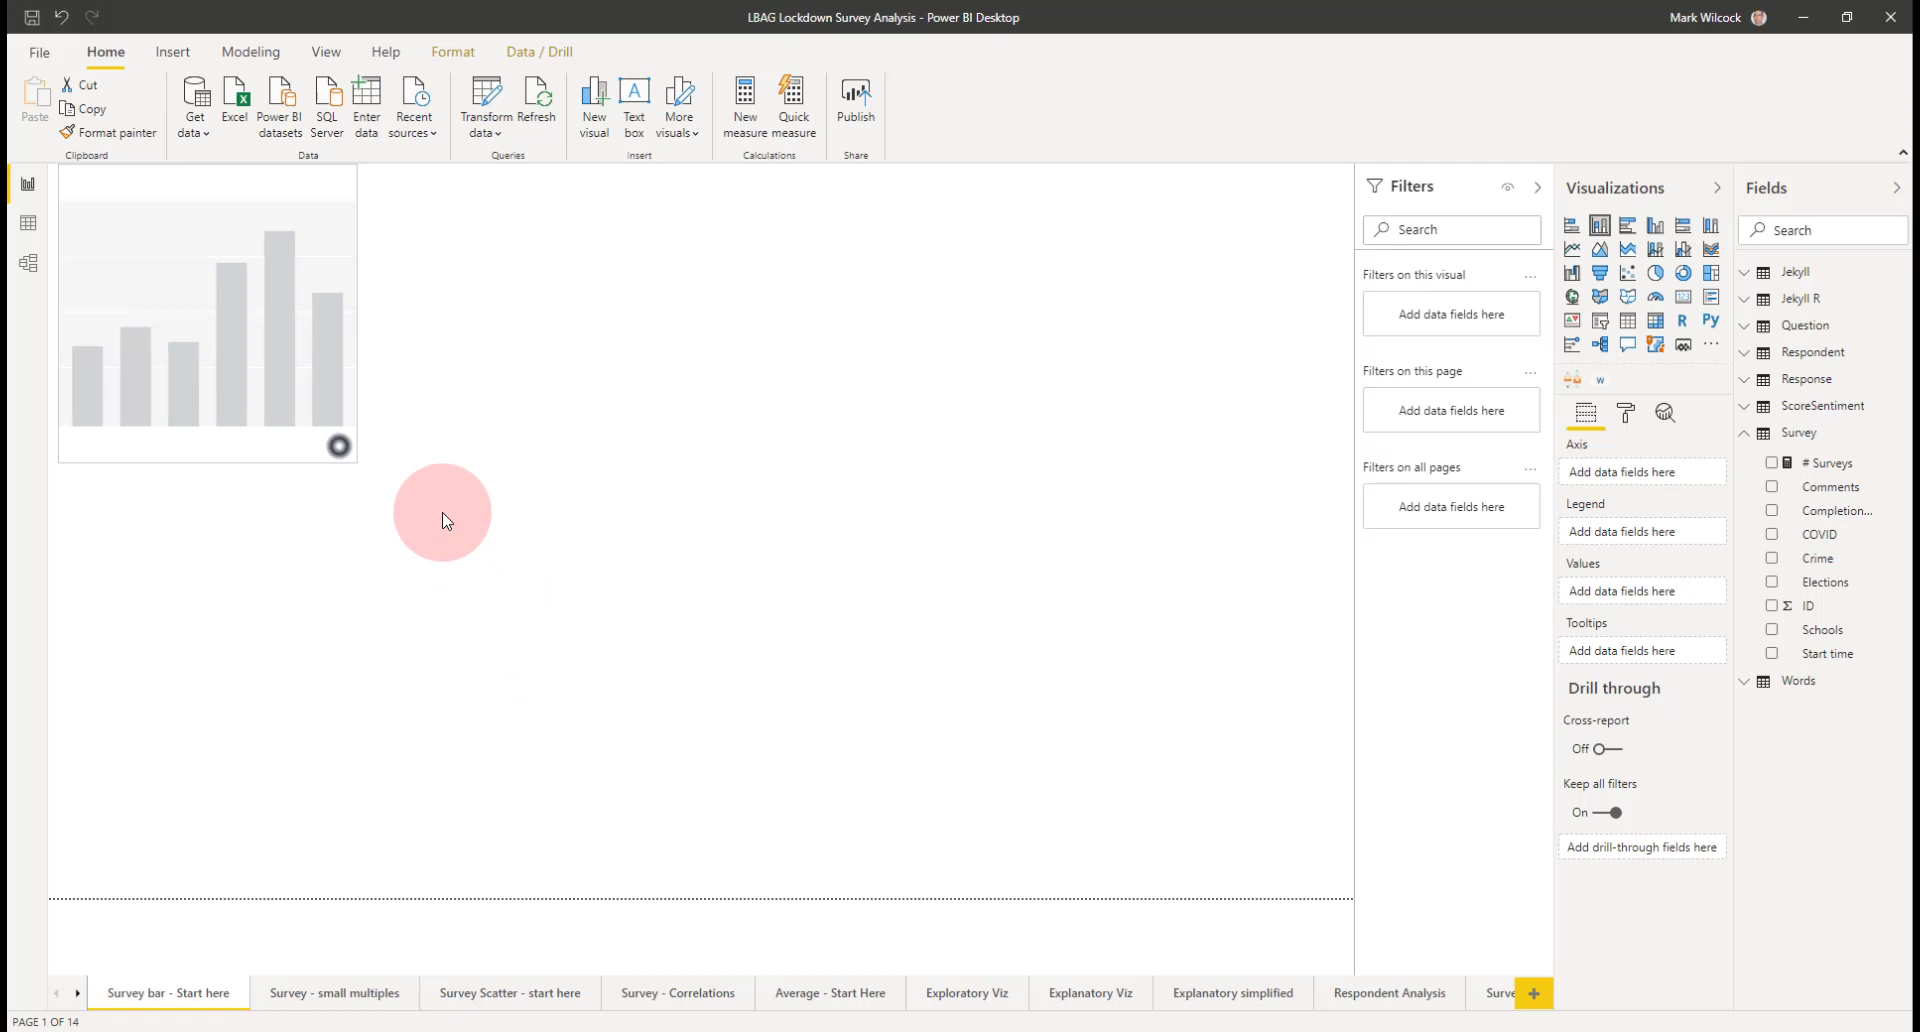 LBAG Lockdown Survey Analysis - Power BI Desktop
Mark Wilcock
File
Home
Insert
Modeling
View
Help
Format
Data / Drill
Paste
Cut
Copy
Format painter
Clipboard
Get
data
Excel
Power BI
datasets
SQL
Server
Enter
data
Recent
sources
Data
Transform
data
Refresh
Queries
New
visual
A
Text
box
More
visuals
Insert
New
measure
Quick
measure
Calculations
Publish
Share
Filters
Search
Filters on this visual
...
Add data fields here
Filters on this page
...
Add data fields here
Filters on all pages
...
Add data fields here
Visualizations
123
R
Py
...
w
Axis
Add data fields here
Legend
Add data fields here
Values
Add data fields here
Tooltips
Add data fields here
Drill through
Cross-report
Off
Keep all filters
On
Add drill-through fields here
Fields
Search
Jekyll
Jekyll R
Question
Respondent
Response
ScoreSentiment
Survey
# Surveys
Comments
Completion...
COVID
Crime
Elections
Σ ID
Schools
Start time
Words
Survey bar - Start here
Survey - small multiples
Survey Scatter - start here
Survey - Correlations
Average - Start Here
Exploratory Viz
Explanatory Viz
Explanatory simplified
Respondent Analysis
Surve
+
PAGE 1 OF 14